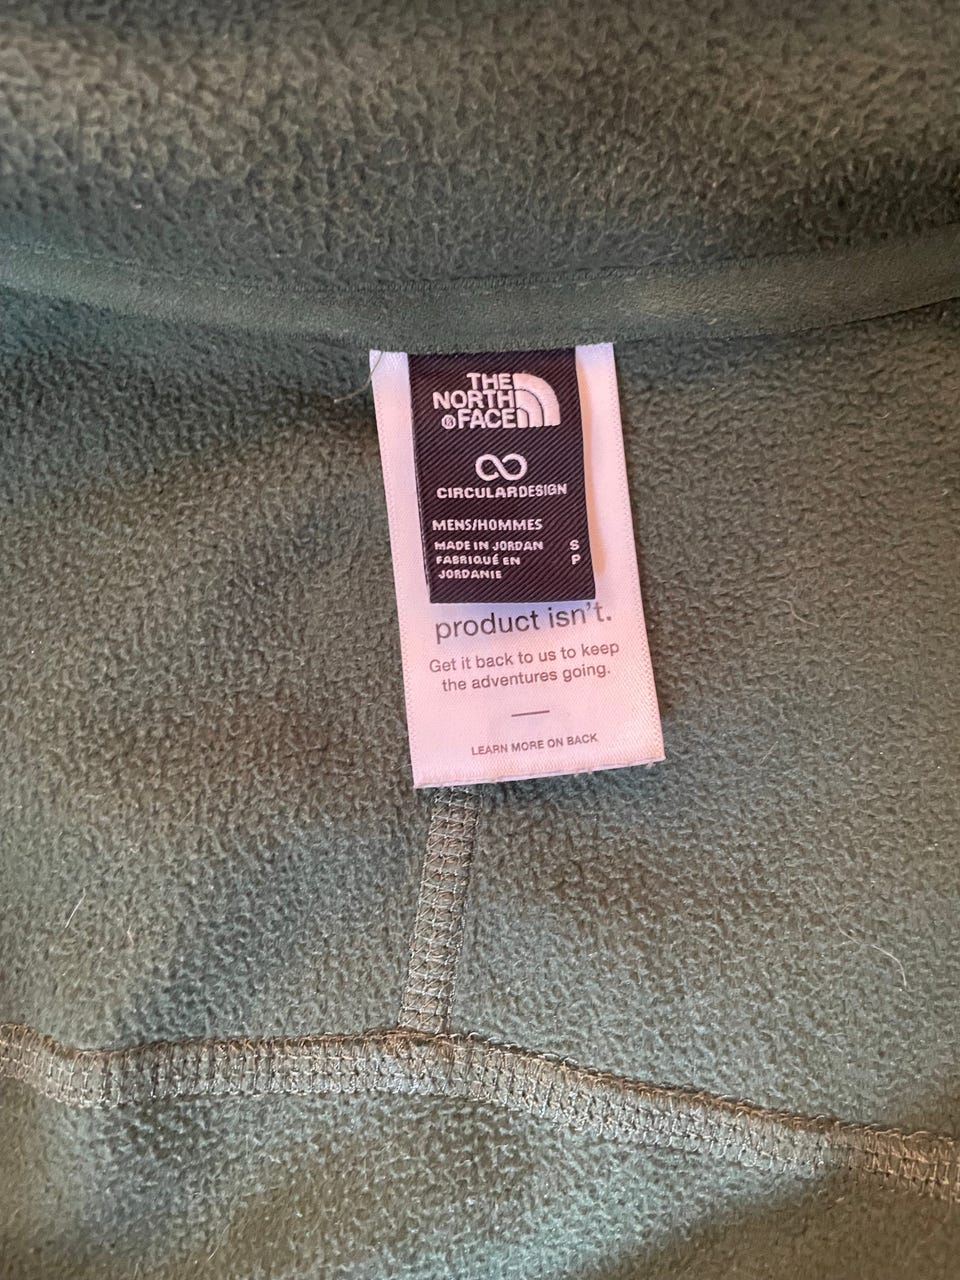 THE
NORTH
®FACE
CIRCULARDESIGN
MENS/HOMMES
MADE IN JORDAN S
FABRIQUÉ EN P
JORDANIE
product isn't.
Get it back to us to keep
the adventures going.
LEARN MORE ON BACK